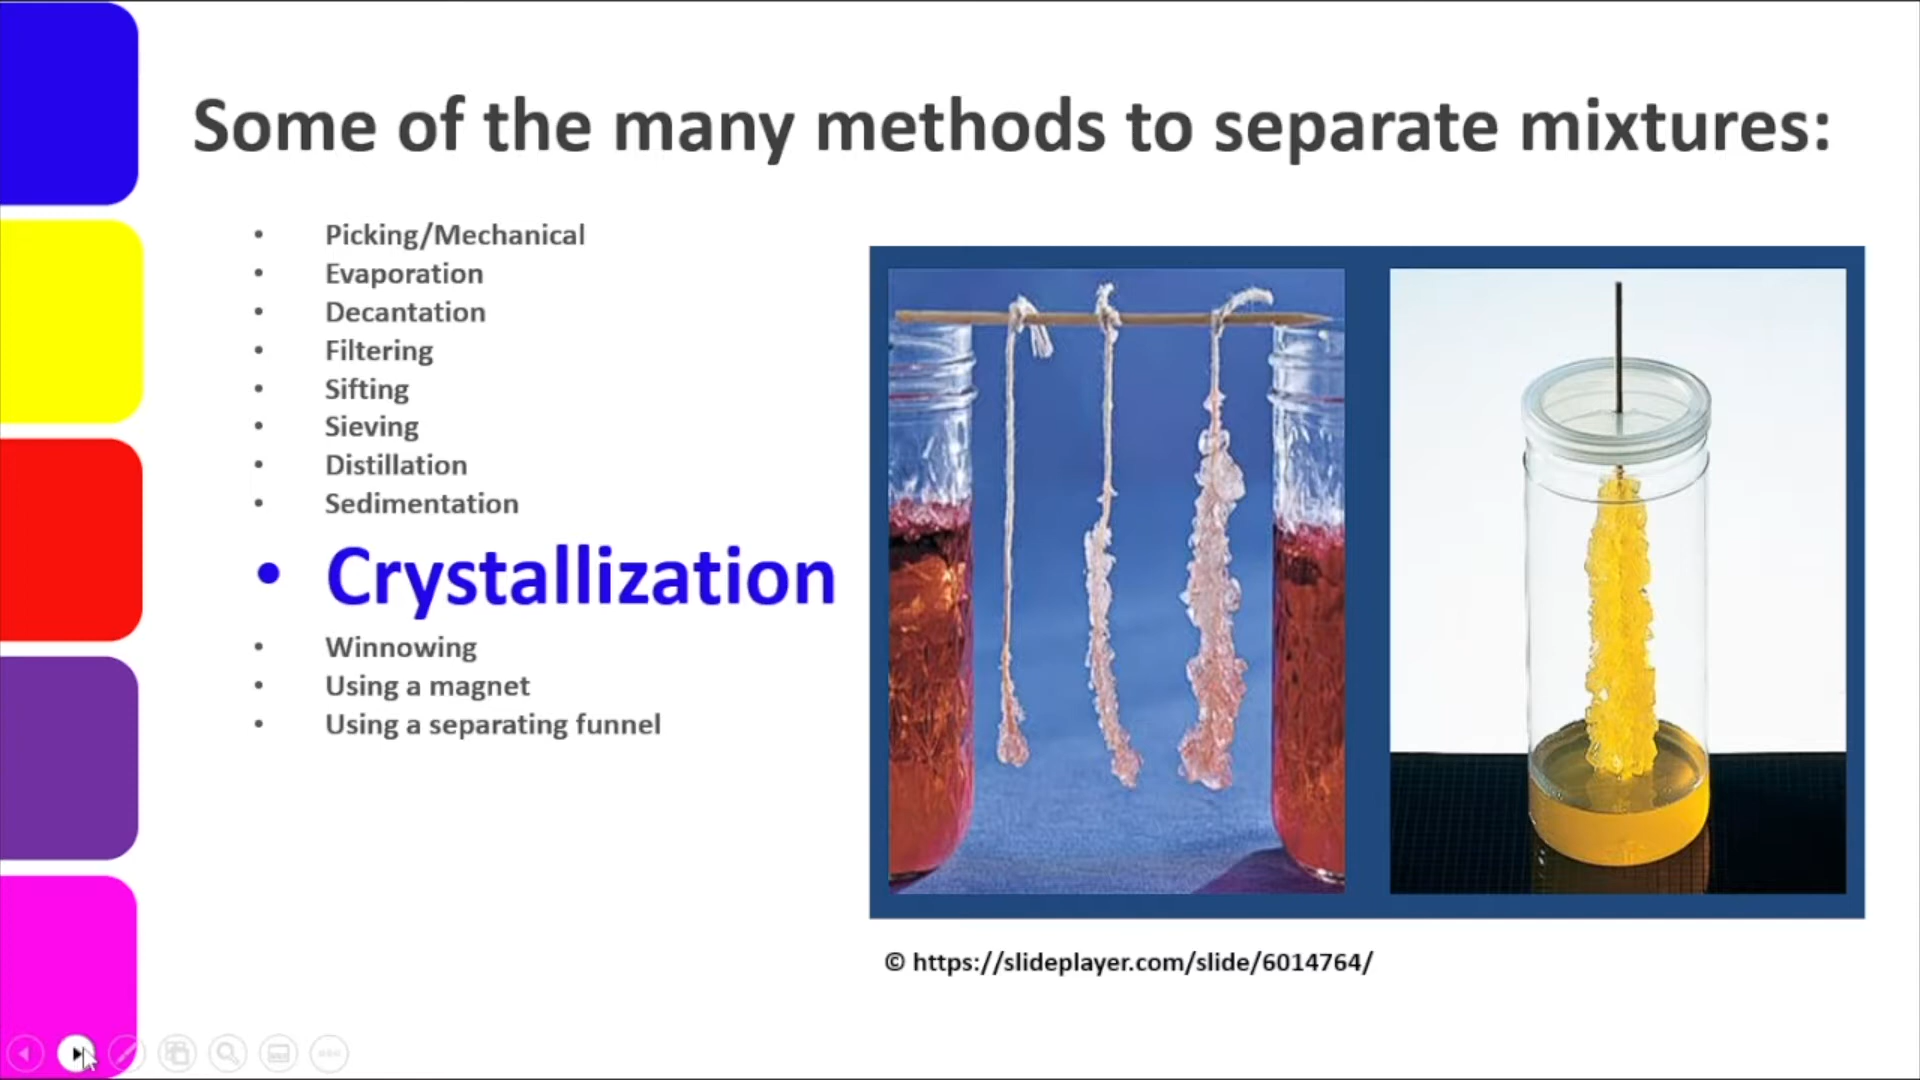 Some of the many methods to separate mixtures:
• Picking/Mechanical
• Evaporation
• Decantation
• Filtering
• Sifting
• Sieving
• Distillation
• Sedimentation
• Crystallization
• Winnowing
• Using a magnet
• Using a separating funnel
© https://slideplayer.com/slide/6014764/